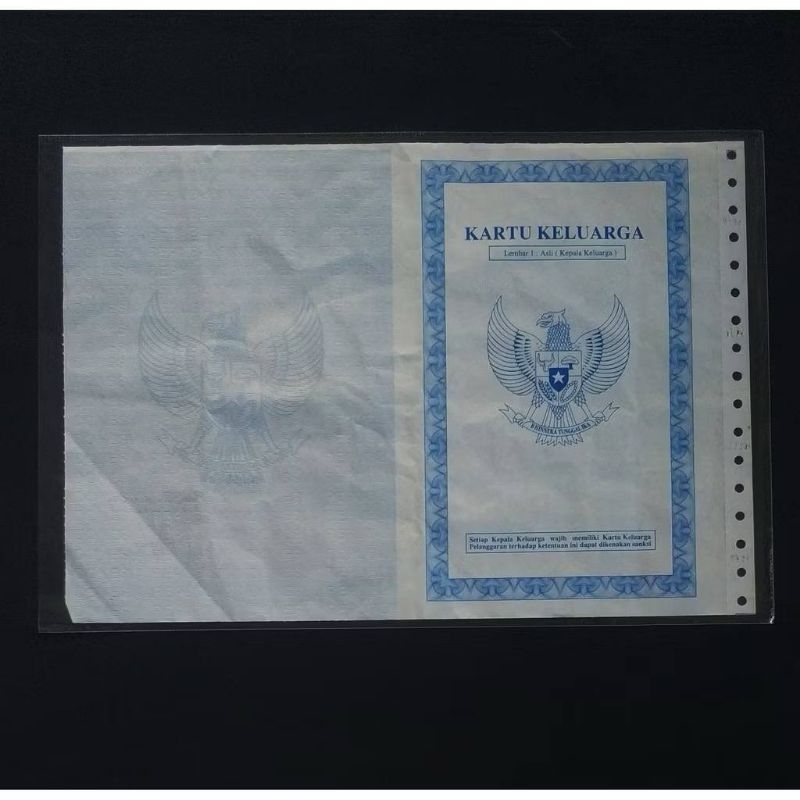 KARTU KELUARGA
Lembar I : Asli ( Kepala Keluarga )
BHINNEKA TUNGGAL IKA
Setiap Kepala Keluarga wajib memiliki Kartu Keluarga
Pelanggaran terhadap ketentuan ini dapat dikenakan sanksi